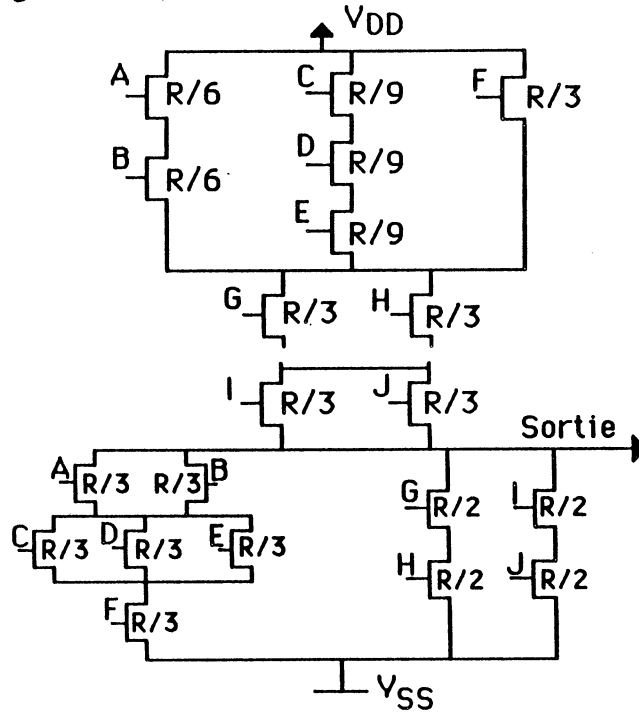 VDD
A R/6 C R/9 F R/3
B R/6 D R/9
E R/9
G R/3 H R/3
I R/3 J R/3
Sortie
A R/3 R/3 B G R/2 I R/2
C R/3 D R/3 E R/3 H R/2 J R/2
F R/3
VSS